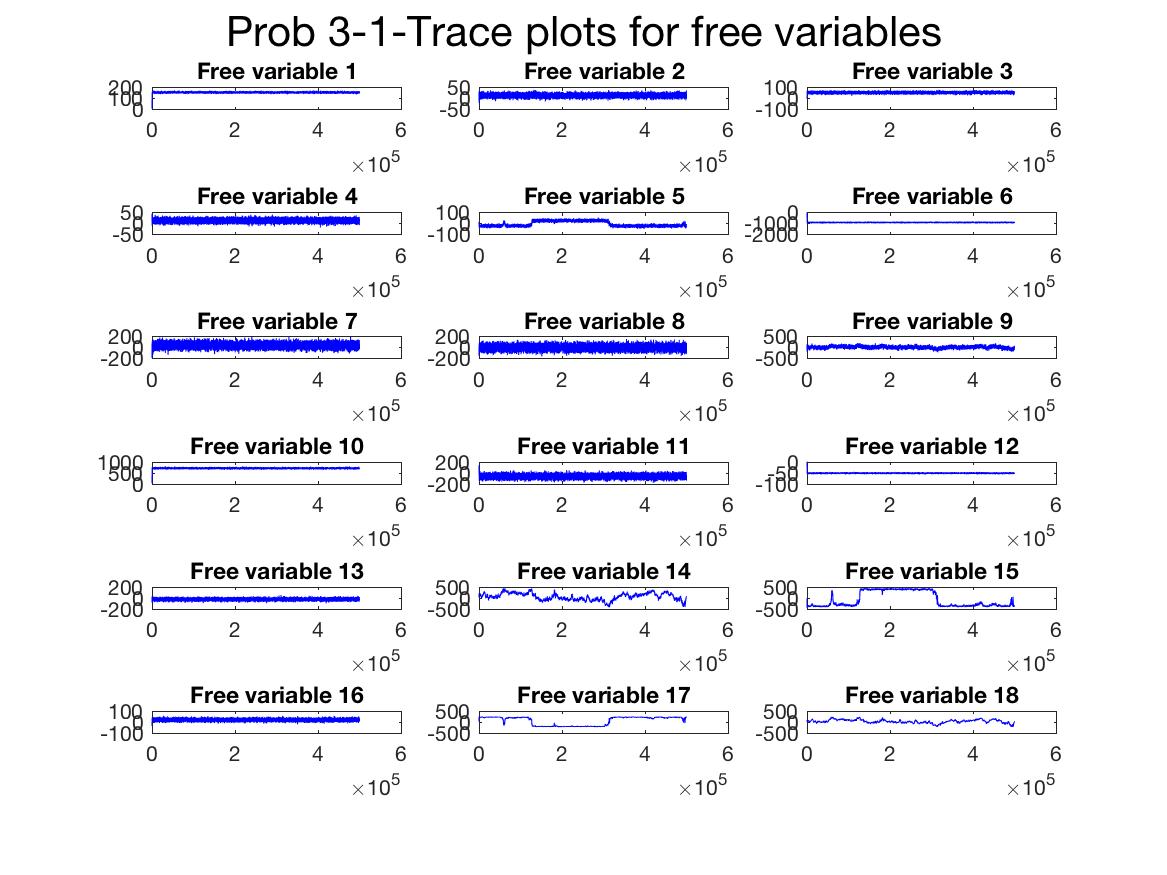 Prob 3-1-Trace plots for free variables
Free variable 1 Free variable 2 Free variable 3
200 50 100
100 0 0
0 -50 -100
0 2 4 6 0 2 4 6 0 2 4 6
×10^5 ×10^5 ×10^5
Free variable 4 Free variable 5 Free variable 6
50 100 0
0 0 -1000
-50 -100 -2000
0 2 4 6 0 2 4 6 0 2 4 6
×10^5 ×10^5 ×10^5
Free variable 7 Free variable 8 Free variable 9
200 200 500
0 0 0
-200 -200 -500
0 2 4 6 0 2 4 6 0 2 4 6
×10^5 ×10^5 ×10^5
Free variable 10 Free variable 11 Free variable 12
1000 200 0
500 0 -50
0 -200 -100
0 2 4 6 0 2 4 6 0 2 4 6
×10^5 ×10^5 ×10^5
Free variable 13 Free variable 14 Free variable 15
200 500 500
0 0 0
-200 -500 -500
0 2 4 6 0 2 4 6 0 2 4 6
×10^5 ×10^5 ×10^5
Free variable 16 Free variable 17 Free variable 18
100 500 500
0 0 0
-100 -500 -500
0 2 4 6 0 2 4 6 0 2 4 6
×10^5 ×10^5 ×10^5